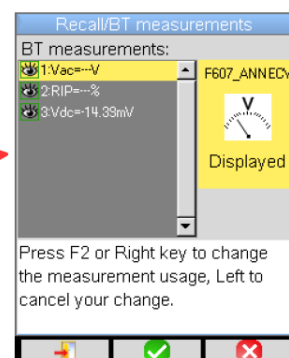 Recall/BT measurements
BT measurements:
1:Vac=---V
2:RIP=---%
3:Vdc=-14.39mV
F607_ANNECY
V
Displayed
Press F2 or Right key to change
the measurement usage, Left to
cancel your change.